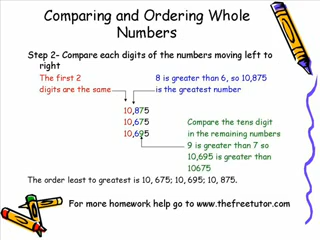 Comparing and Ordering Whole
Numbers
Step 2– Compare each digits of the numbers moving left to
right
The first 2
digits are the same
8 is greater than 6, so 10,875
is the greatest number
10,875
10,675
10,695
Compare the tens digit
in the remaining numbers
9 is greater than 7 so
10,695 is greater than
10675
The order least to greatest is 10, 675; 10, 695; 10, 875.
For more homework help go to www.thefreetutor.com